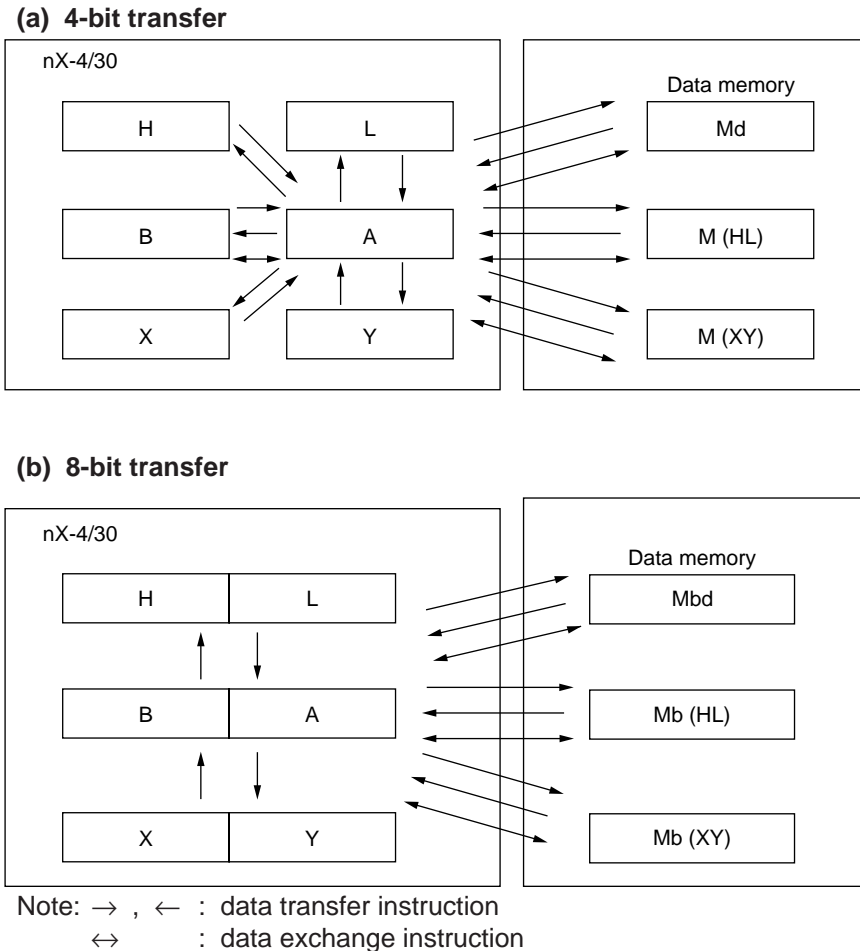 (a) 4-bit transfer
nX-4/30
Data memory
H
L
Md
B
A
M (HL)
X
Y
M (XY)
(b) 8-bit transfer
nX-4/30
Data memory
H
L
Mbd
B
A
Mb (HL)
X
Y
Mb (XY)
Note: → , ← : data transfer instruction
↔ : data exchange instruction